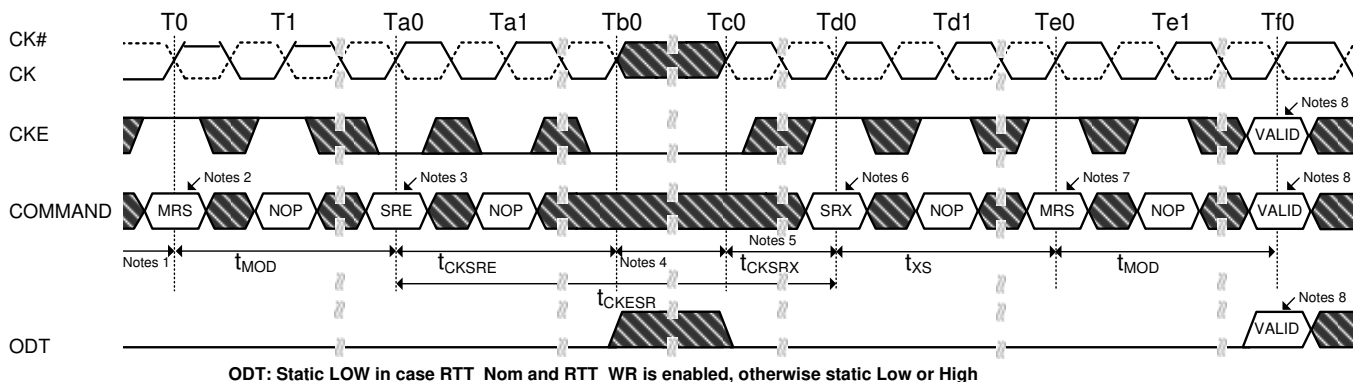 T0 T1 Ta0 Ta1 Tb0 Tc0 Td0 Td1 Te0 Te1 Tf0
CK#
CK
Notes 8
CKE VALID
Notes 2 Notes 3 Notes 6 Notes 7 Notes 8
COMMAND MRS NOP SRE NOP SRX NOP MRS NOP VALID
Notes 1 tMOD tCKSRE Notes 4 Notes 5 tCKSRX tXS tMOD
tCKESR
Notes 8
ODT VALID
ODT: Static LOW in case RTT_Nom and RTT_WR is enabled, otherwise static Low or High